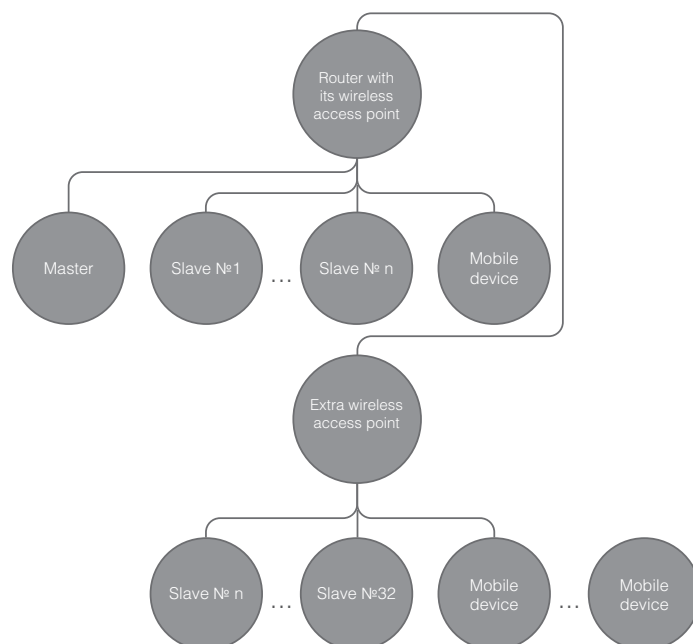 Router with
its wireless
access point
Master
Slave №1
...
Slave № n
Mobile
device
Extra wireless
access point
Slave № n
...
Slave №32
Mobile
device
...
Mobile
device